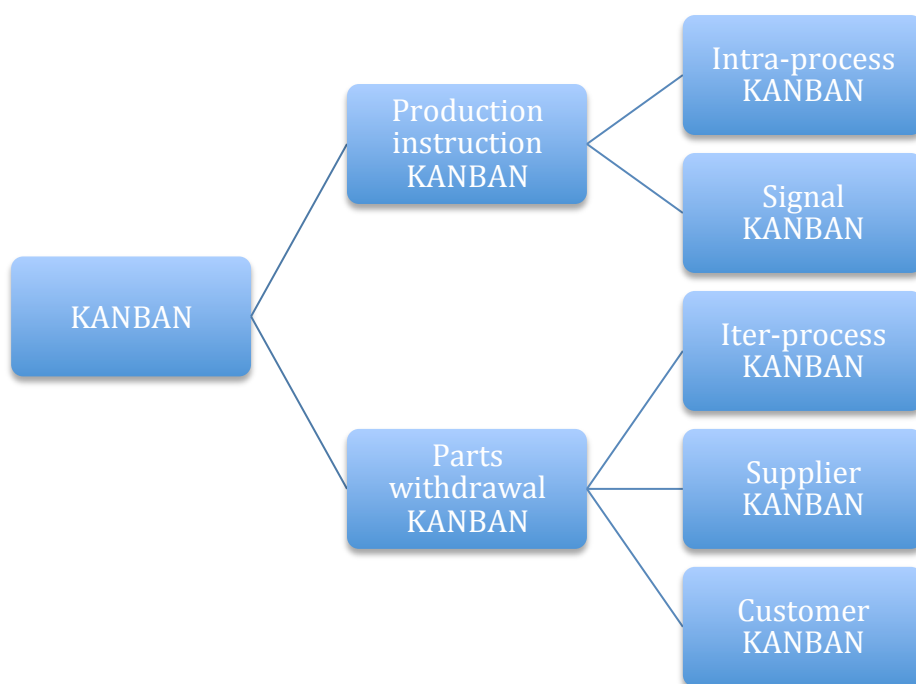 KANBAN
Production
instruction
KANBAN
Intra-process
KANBAN
Signal
KANBAN
Parts
withdrawal
KANBAN
Iter-process
KANBAN
Supplier
KANBAN
Customer
KANBAN